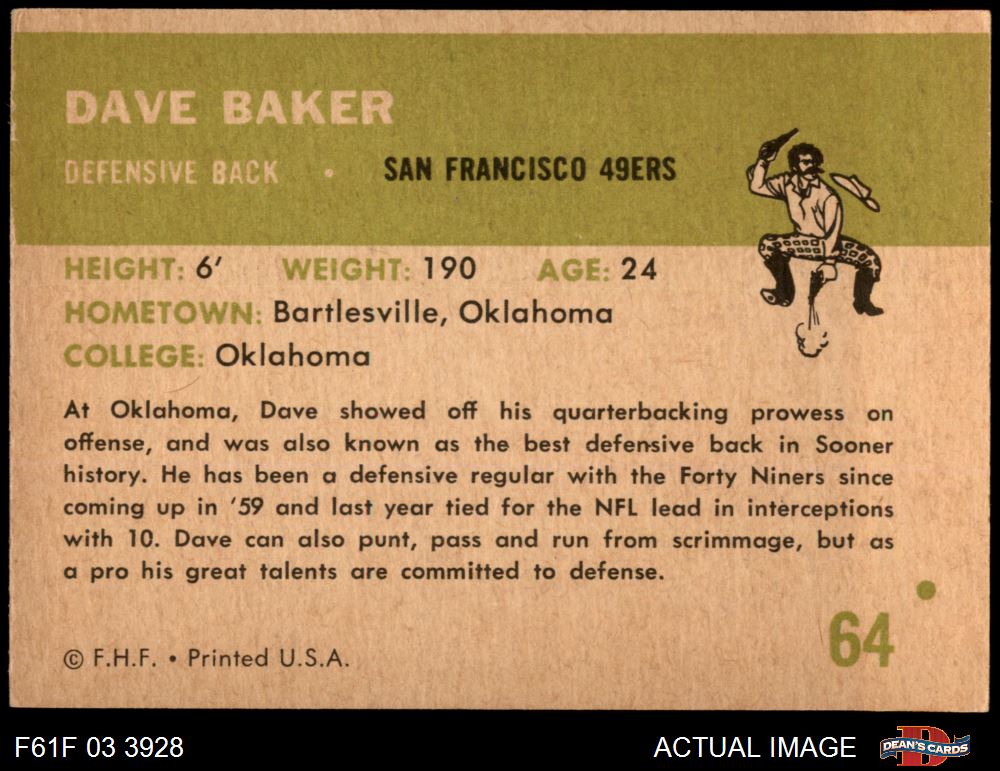 DAVE BAKER
DEFENSIVE BACK • SAN FRANCISCO 49ERS
HEIGHT: 6' WEIGHT: 190 AGE: 24
HOMETOWN: Bartlesville, Oklahoma
COLLEGE: Oklahoma
At Oklahoma, Dave showed off his quarterbacking prowess on
offense, and was also known as the best defensive back in Sooner
history. He has been a defensive regular with the Forty Niners since
coming up in '59 and last year tied for the NFL lead in interceptions
with 10. Dave can also punt, pass and run from scrimmage, but as
a pro his great talents are committed to defense.
64
© F.H.F. • Printed U.S.A.
F61F 03 3928 ACTUAL IMAGE DEAN'S CARDS